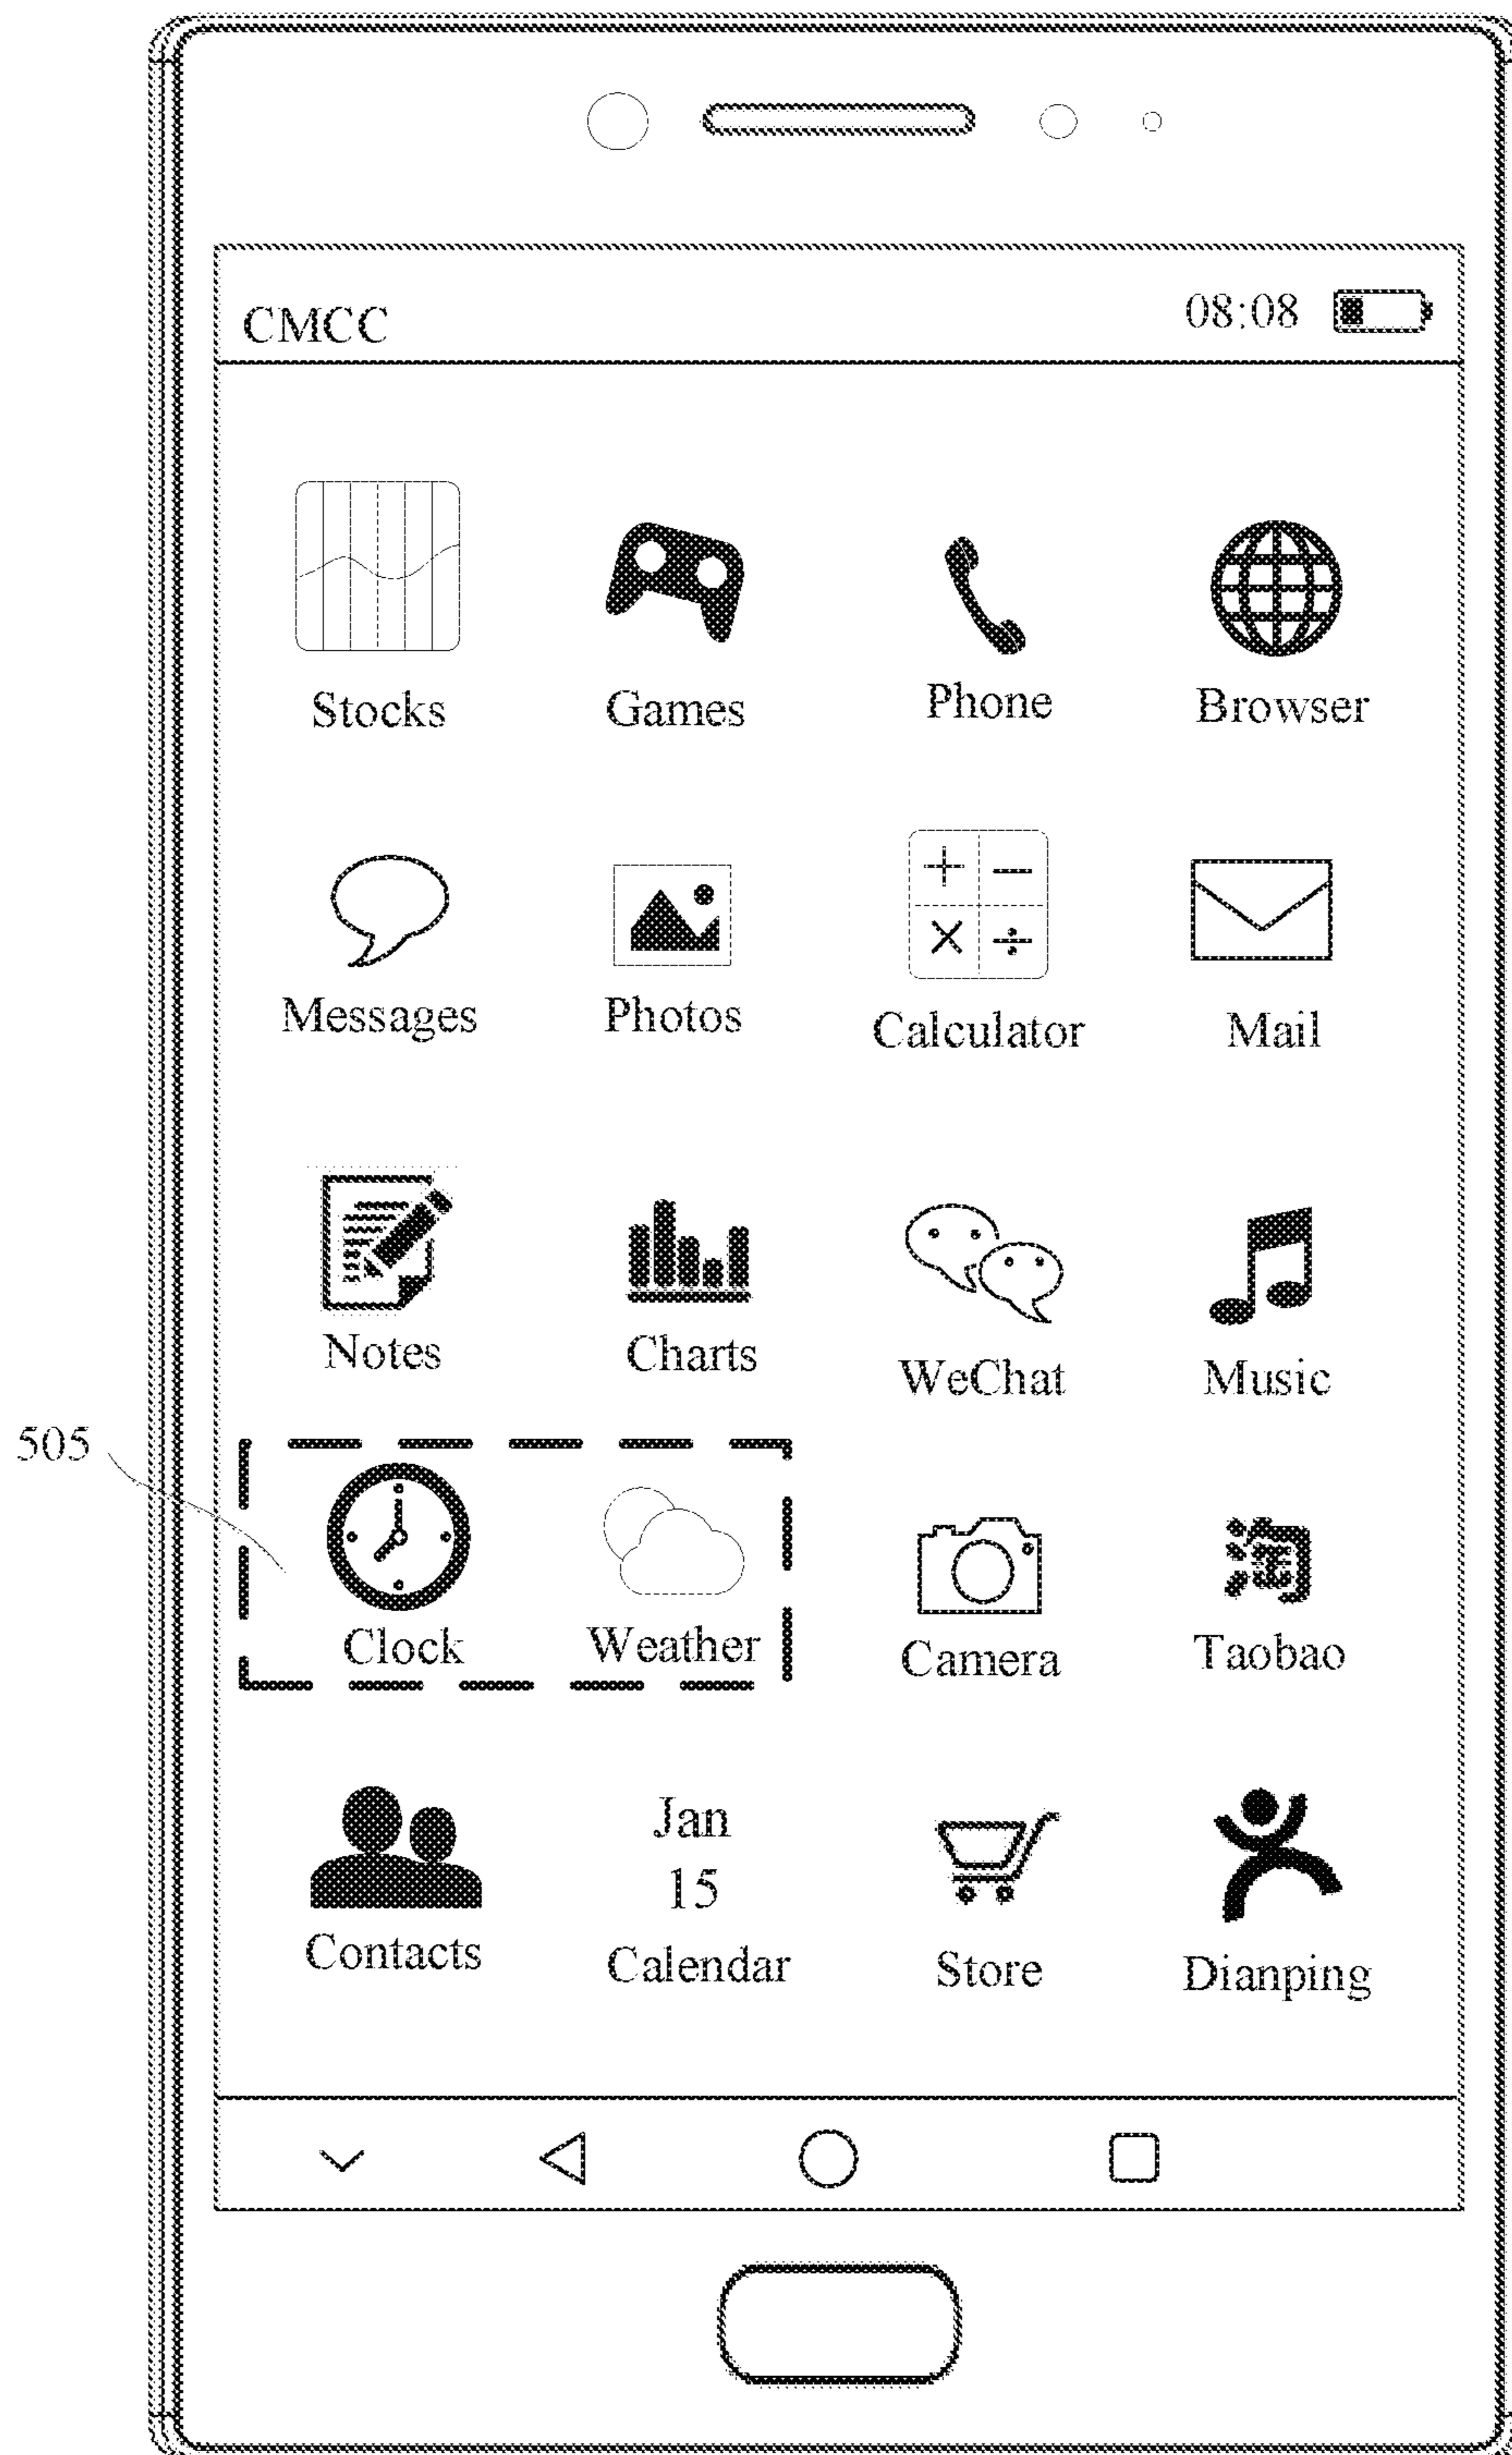 CMCC 08:08
Stocks Games Phone Browser
Messages Photos Calculator Mail
Notes Charts WeChat Music
505
Clock Weather Camera Taobao
Jan
15
Contacts Calendar Store Dianping